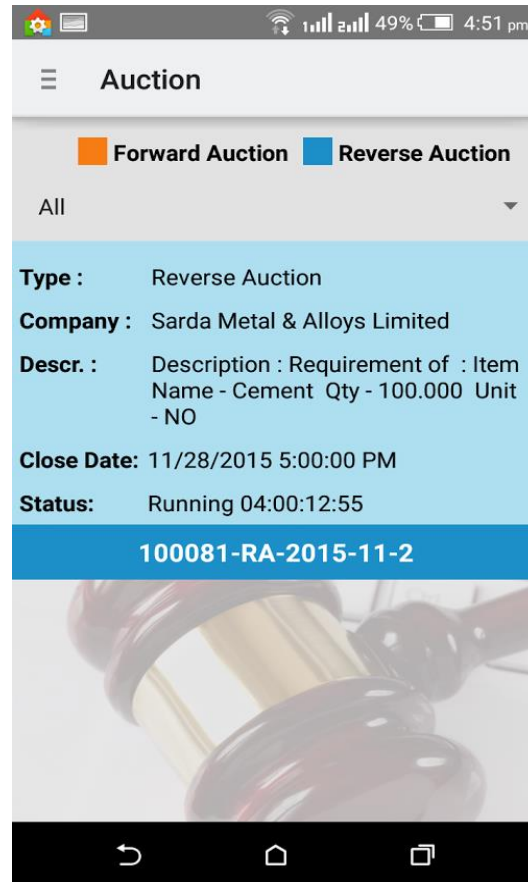 1 2 49% 4:51 pm
Auction
Forward Auction Reverse Auction
All
Type : Reverse Auction
Company : Sarda Metal & Alloys Limited
Descr. : Description : Requirement of : Item
Name - Cement Qty - 100.000 Unit
- NO
Close Date: 11/28/2015 5:00:00 PM
Status: Running 04:00:12:55
100081-RA-2015-11-2